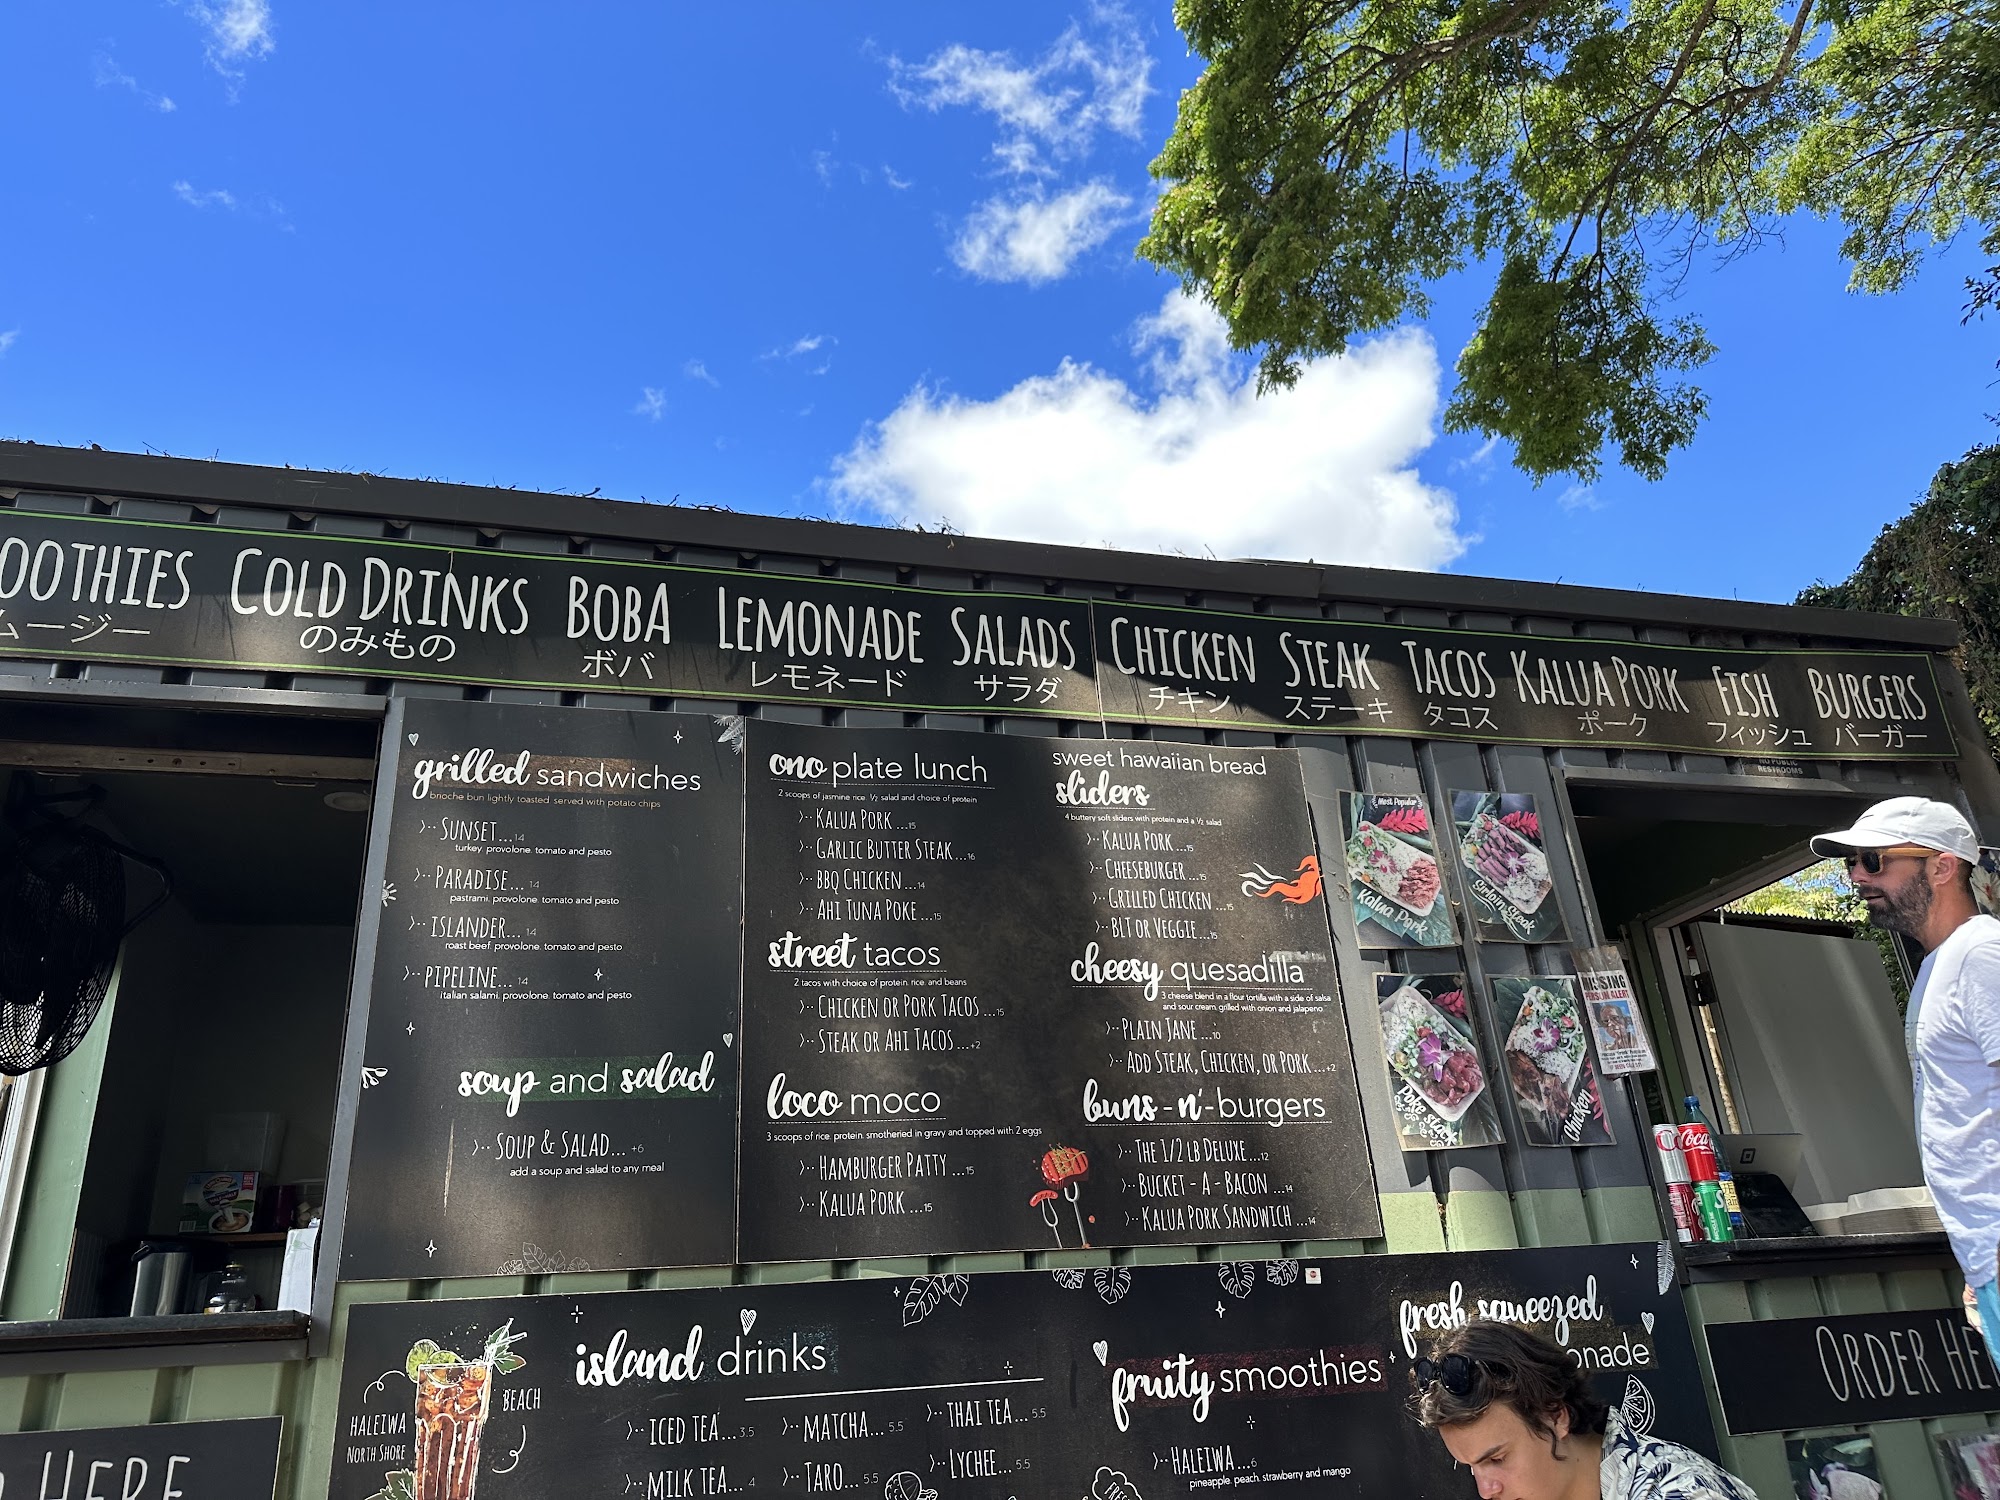 OOTHIES COLD DRINKS BOBA LEMONADE SALADS CHICKEN STEAK TACOS KALUA PORK FISH BURGERS
ムージー のみもの ボバ レモネード サラダ チキン ステーキ タコス ポーク フィッシュ バーガー
NO PUBLIC
RESTROOMS
grilled sandwiches
brioche bun lightly toasted served with potato chips
SUNSET...14
turkey, provolone, tomato and pesto
PARADISE...14
pastrami, provolone, tomato and pesto
ISLANDER...14
roast beef, provolone, tomato and pesto
PIPELINE...14
italian salami, provolone, tomato and pesto
soup and salad
SOUP & SALAD...+6
add a soup and salad to any meal
ono plate lunch
2 scoops of jasmine rice, ½ salad and choice of protein
KALUA PORK...15
GARLIC BUTTER STEAK...16
BBQ CHICKEN...14
AHI TUNA POKE...15
street tacos
2 tacos with choice of protein, rice, and beans
CHICKEN OR PORK TACOS...15
STEAK OR AHI TACOS...+2
loco moco
3 scoops of rice, protein, smotheried in gravy and topped with 2 eggs
HAMBURGER PATTY...15
KALUA PORK...15
sweet hawaiian bread
sliders
4 buttery soft sliders with protein and a ½ salad
KALUA PORK...15
CHEESEBURGER...15
GRILLED CHICKEN...15
BLT OR VEGGIE...15
cheesy quesadilla
3 cheese blend in a flour tortilla with a side of salsa
and sour cream, grilled with onion and jalapeno
PLAIN JANE...10
ADD STEAK, CHICKEN, OR PORK...+2
buns-n'-burgers
THE 1/2 LB DELUXE...12
BUCKET-A-BACON...14
KALUA PORK SANDWICH...14
Most Popular
Kalua Pork
Sirloin Steak
Poke Stack
Chicken
MISSING
PERSON ALERT
Coca
ORDER HE
HERE
HALEIWA
NORTH SHORE
BEACH
island drinks
ICED TEA...3.5
MILK TEA...4
MATCHA...5.5
TARO...5.5
THAI TEA...5.5
LYCHEE...5.5
fruity smoothies
HALEIWA...6
pineapple, peach, strawberry and mango
FRESH
fresh squeezed
onade